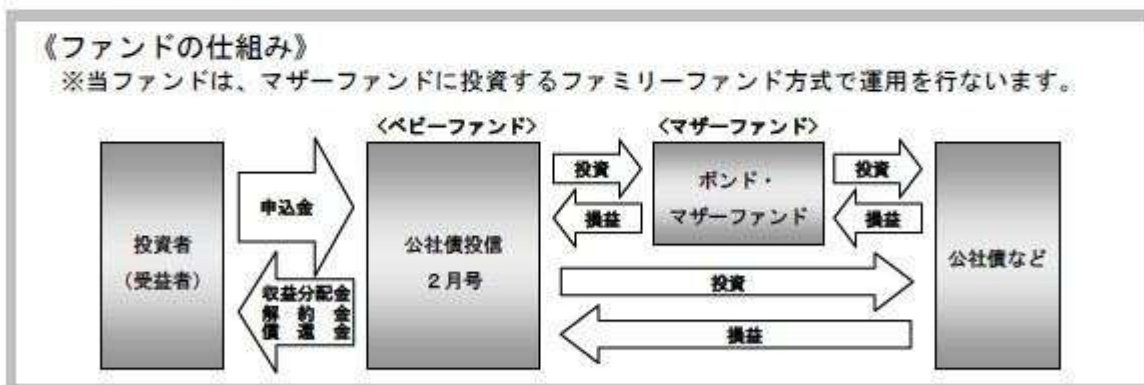 《ファンドの仕組み》
※当ファンドは、マザーファンドに投資するファミリーファンド方式で運用を行ないます。
〈ベビーファンド〉
〈マザーファンド〉
投資者
(受益者)
申込金
収益分配金
解約金
償還金
公社債投信
2月号
投資
損益
ボンド・
マザーファンド
投資
損益
投資
損益
公社債など